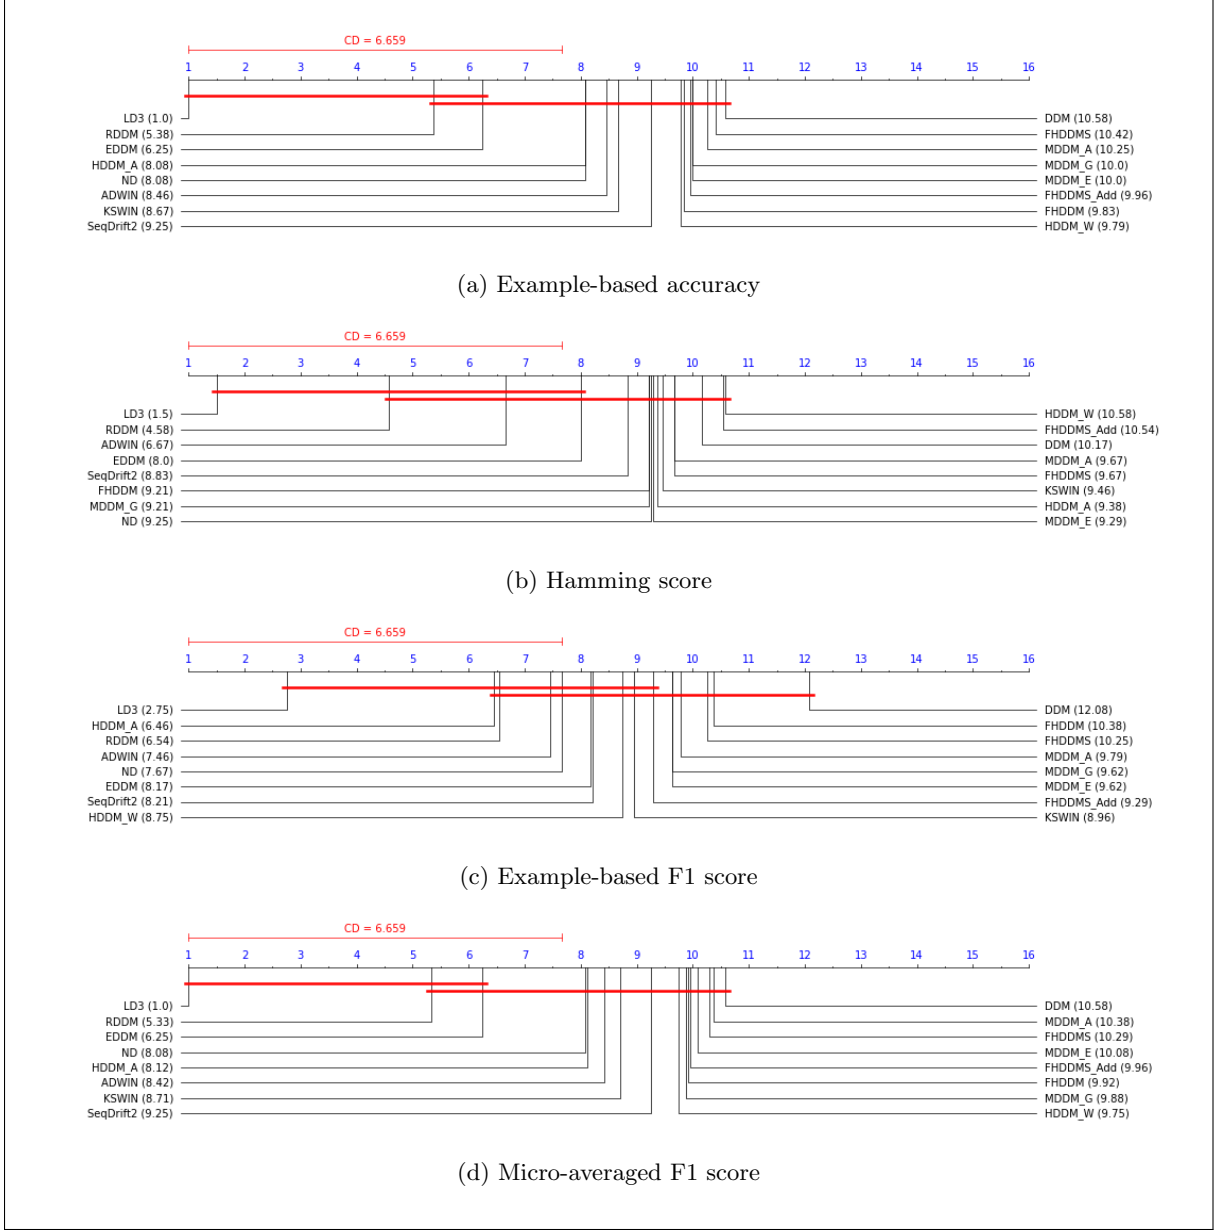 CD = 6.659
1 2 3 4 5 6 7 8 9 10 11 12 13 14 15 16
LD3 (1.0) DDM (10.58)
RDDM (5.38) FHDDMS (10.42)
EDDM (6.25) MDDM_A (10.25)
HDDM_A (8.08) MDDM_G (10.0)
ND (8.08) MDDM_E (10.0)
ADWIN (8.46) FHDDMS_Add (9.96)
KSWIN (8.67) FHDDM (9.83)
SeqDrift2 (9.25) HDDM_W (9.79)
(a) Example-based accuracy
CD = 6.659
1 2 3 4 5 6 7 8 9 10 11 12 13 14 15 16
LD3 (1.5) HDDM_W (10.58)
RDDM (4.58) FHDDMS_Add (10.54)
ADWIN (6.67) DDM (10.17)
EDDM (8.0) MDDM_A (9.67)
SeqDrift2 (8.83) FHDDMS (9.67)
FHDDM (9.21) KSWIN (9.46)
MDDM_G (9.21) HDDM_A (9.38)
ND (9.25) MDDM_E (9.29)
(b) Hamming score
CD = 6.659
1 2 3 4 5 6 7 8 9 10 11 12 13 14 15 16
LD3 (2.75) DDM (12.08)
HDDM_A (6.46) FHDDM (10.38)
RDDM (6.54) FHDDMS (10.25)
ADWIN (7.46) MDDM_A (9.79)
ND (7.67) MDDM_G (9.62)
EDDM (8.17) MDDM_E (9.62)
SeqDrift2 (8.21) FHDDMS_Add (9.29)
HDDM_W (8.75) KSWIN (8.96)
(c) Example-based F1 score
CD = 6.659
1 2 3 4 5 6 7 8 9 10 11 12 13 14 15 16
LD3 (1.0) DDM (10.58)
RDDM (5.33) MDDM_A (10.38)
EDDM (6.25) FHDDMS (10.29)
ND (8.08) MDDM_E (10.08)
HDDM_A (8.12) FHDDMS_Add (9.96)
ADWIN (8.42) FHDDM (9.92)
KSWIN (8.71) MDDM_G (9.88)
SeqDrift2 (9.25) HDDM_W (9.75)
(d) Micro-averaged F1 score